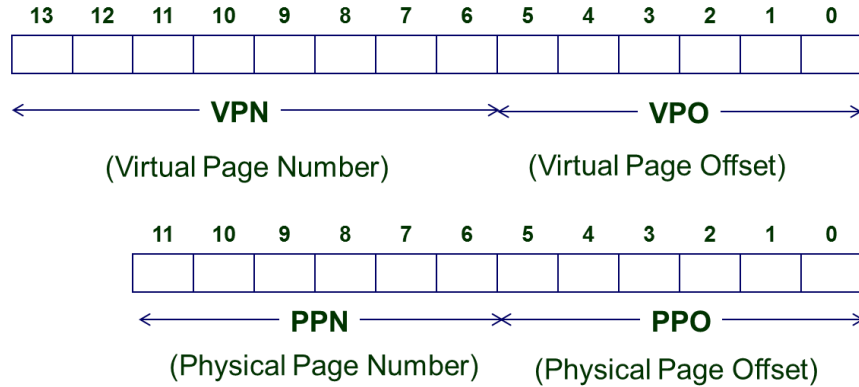 13 12 11 10 9 8 7 6 5 4 3 2 1 0
VPN VPO
(Virtual Page Number) (Virtual Page Offset)
11 10 9 8 7 6 5 4 3 2 1 0
PPN PPO
(Physical Page Number) (Physical Page Offset)